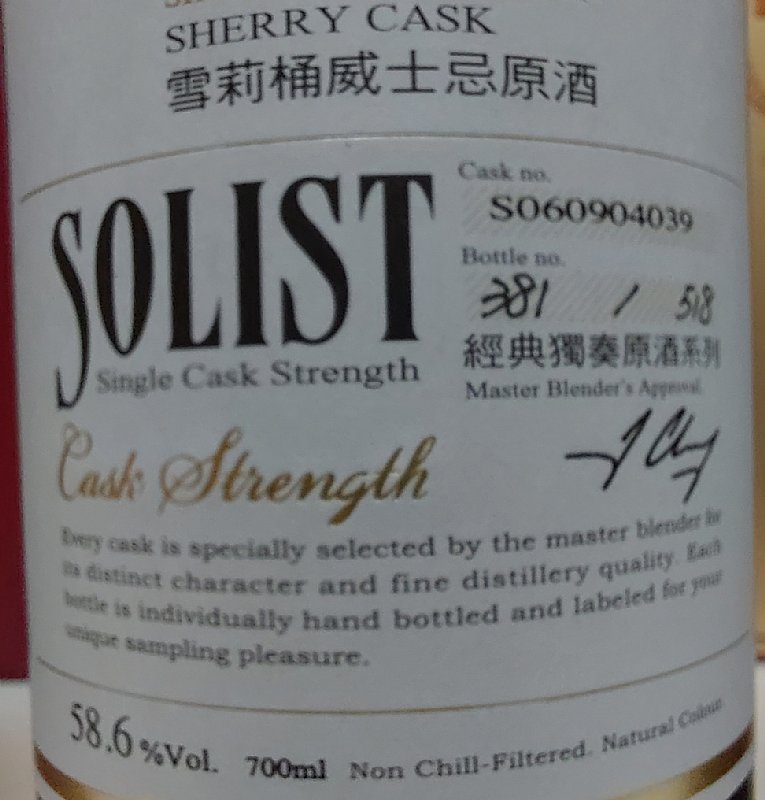 SHERRY CASK
雪莉桶威士忌原酒
SOLIST
Single Cask Strength
Cask no.
S060904039
Bottle no.
381 / 518
經典獨奏原酒系列
Master Blender's Approval.
Cask Strength
Every cask is specially selected by the master blender for
its distinct character and fine distillery quality. Each
bottle is individually hand bottled and labeled for your
unique sampling pleasure.
58.6 %Vol. 700ml Non Chill-Filtered. Natural Colour.